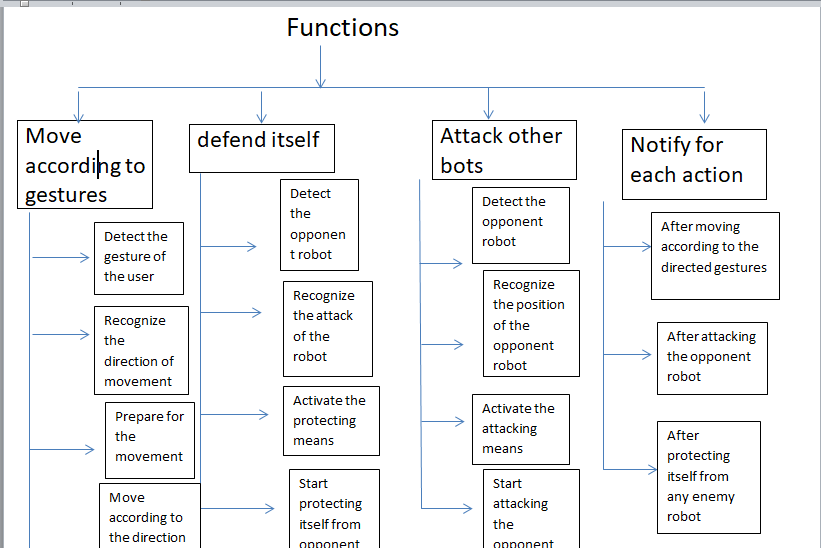 Functions
Move
according to
gestures
Detect the
gesture of
the user
Recognize
the
direction of
movement
Prepare for
the
movement
Move
according to
the direction
defend itself
Detect
the
opponen
t robot
Recognize
the attack
of the
robot
Activate the
protecting
means
Start
protecting
itself from
opponent
Attack other
bots
Detect the
opponent
robot
Recognize
the position
of the
opponent
robot
Activate the
attacking
means
Start
attacking
the
opponent
Notify for
each action
After moving
according to the
directed gestures
After attacking
the opponent
robot
After
protecting
itself from
any enemy
robot